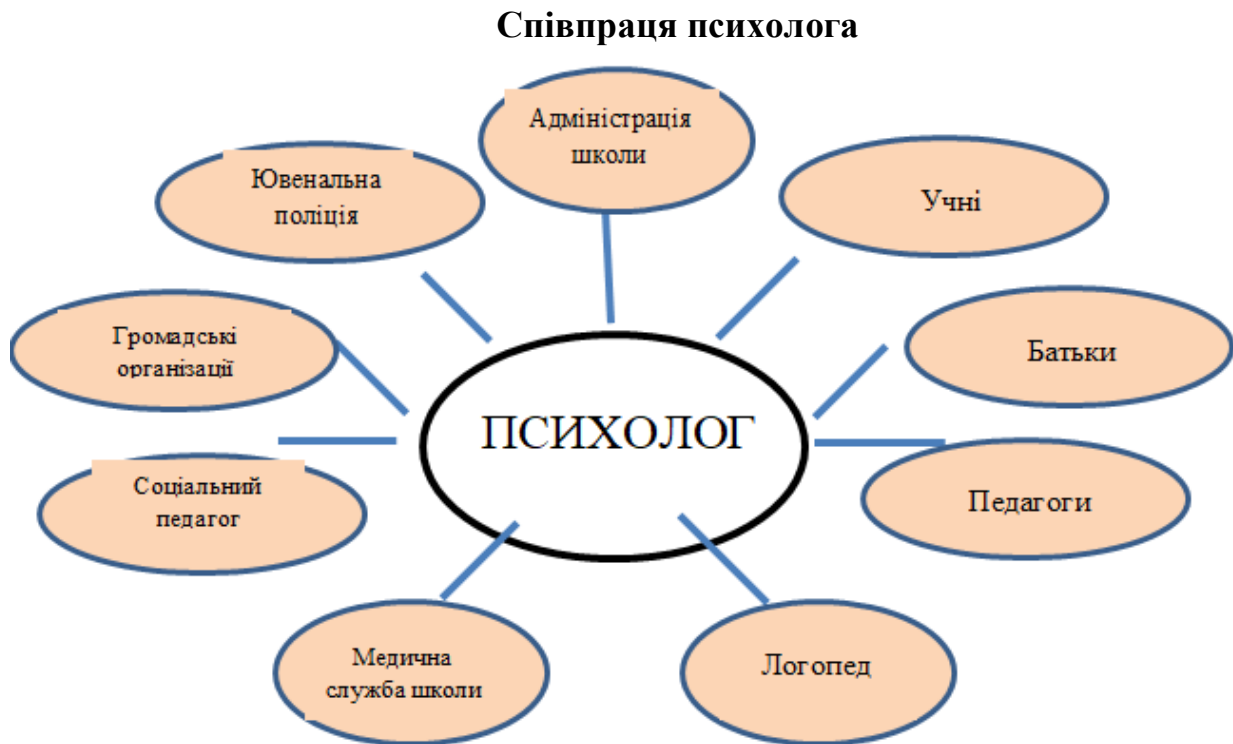 Співпраця психолога
Адміністрація
школи
Ювенальна
поліція
Учні
Громадські
організації
Батьки
ПСИХОЛОГ
Соціальний
педагог
Педагоги
Медична
служба школи
Логопед